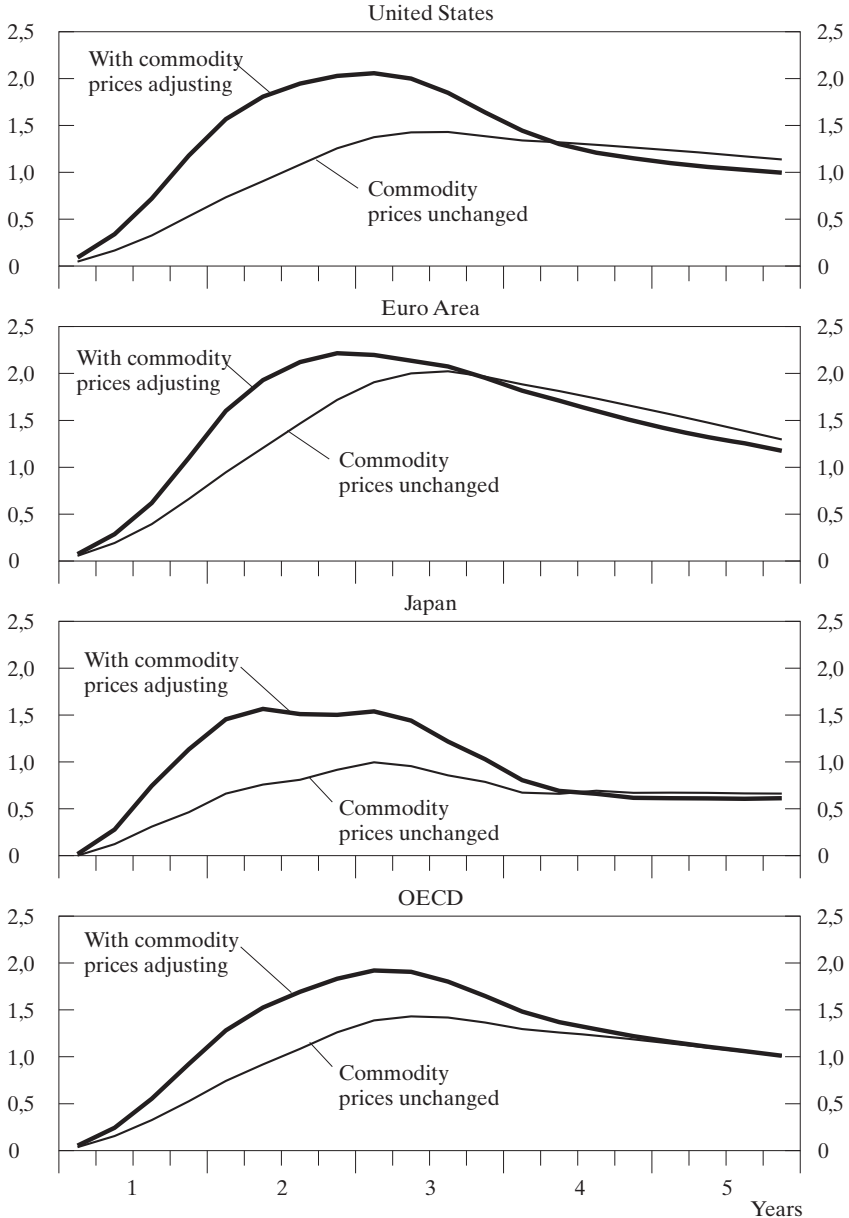 United States
2,5 2,5
With commodity
prices adjusting
2,0 2,0
1,5 1,5
1,0 1,0
Commodity
prices unchanged
0,5 0,5
0 0
Euro Area
2,5 2,5
With commodity
prices adjusting
2,0 2,0
1,5 1,5
Commodity
prices unchanged
1,0 1,0
0,5 0,5
0 0
Japan
2,5 2,5
With commodity
prices adjusting
2,0 2,0
1,5 1,5
1,0 1,0
Commodity
prices unchanged
0,5 0,5
0 0
OECD
2,5 2,5
With commodity
prices adjusting
2,0 2,0
1,5 1,5
1,0 1,0
Commodity
prices unchanged
0,5 0,5
0 0
1 2 3 4 5
Years